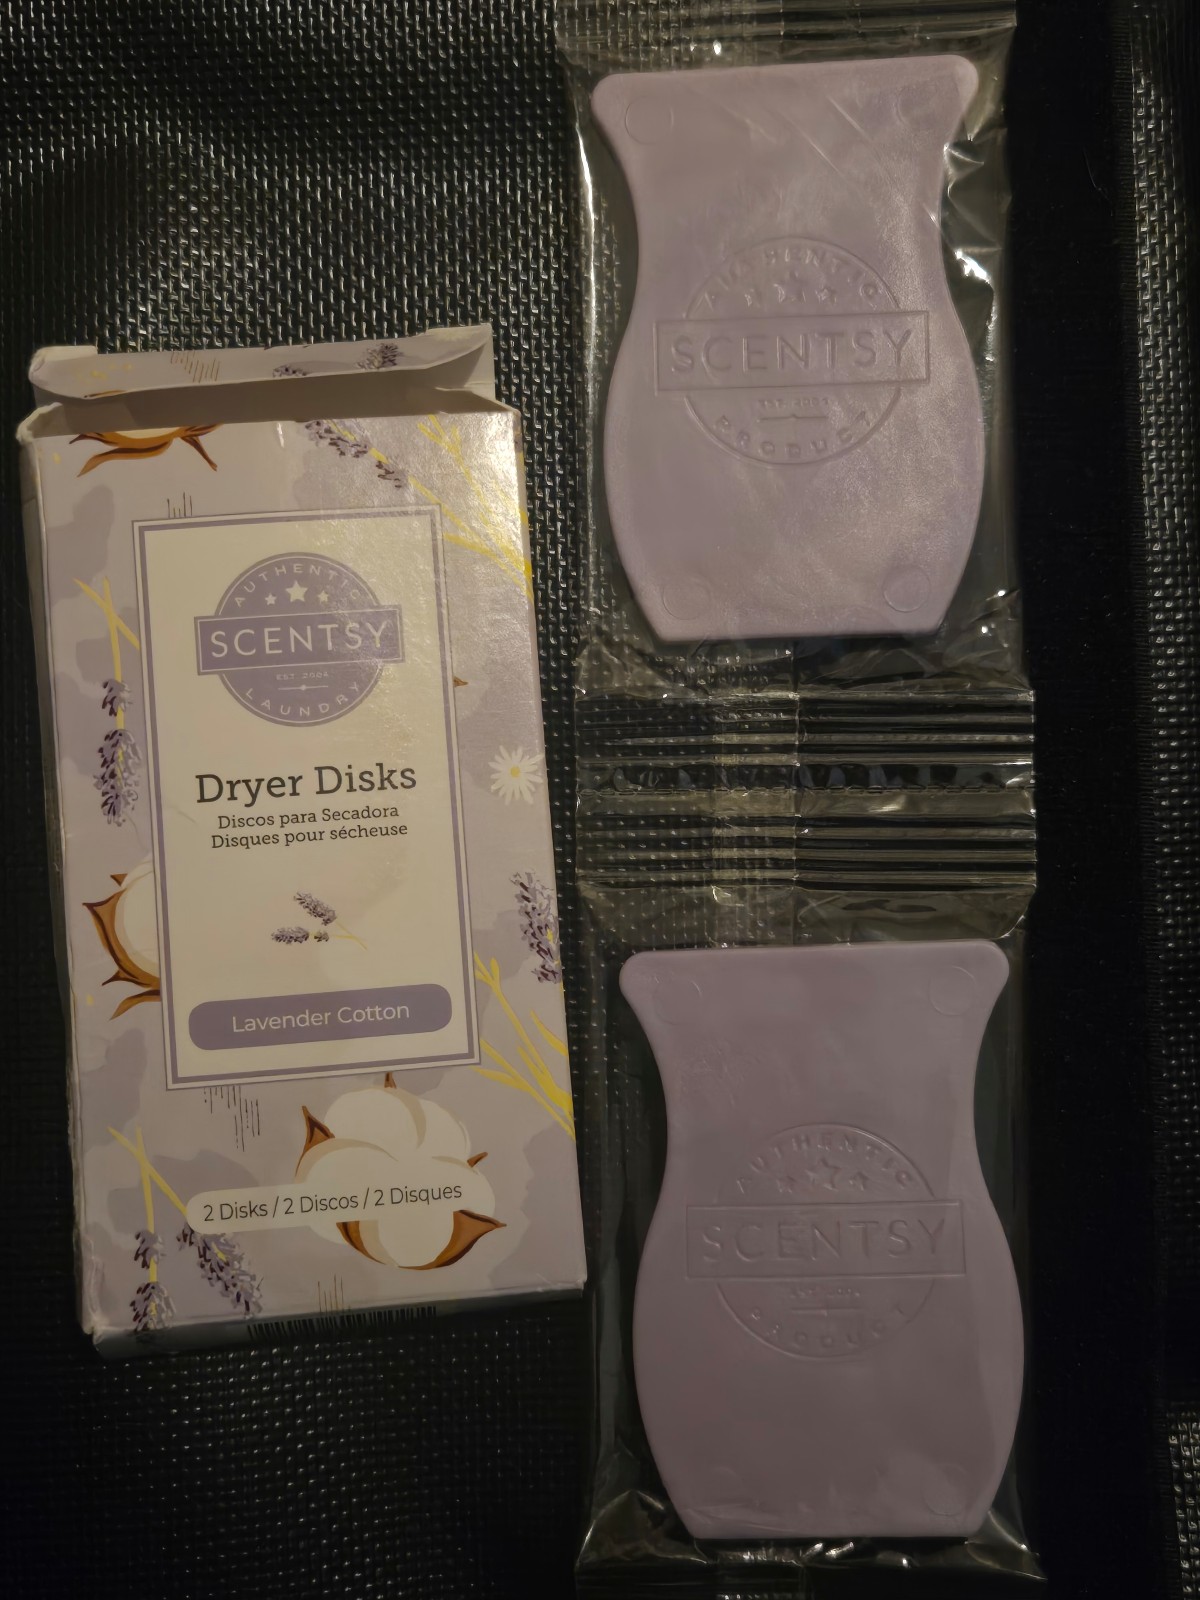 AUTHENTIC
SCENTSY
EST. 2004
LAUNDRY
Dryer Disks
Discos para Secadora
Disques pour sécheuse
Lavender Cotton
2 Disks / 2 Discos / 2 Disques
AUTHENTIC
SCENTSY
EST. 2004
PRODUCT
AUTHENTIC
SCENTSY
PRODUCT